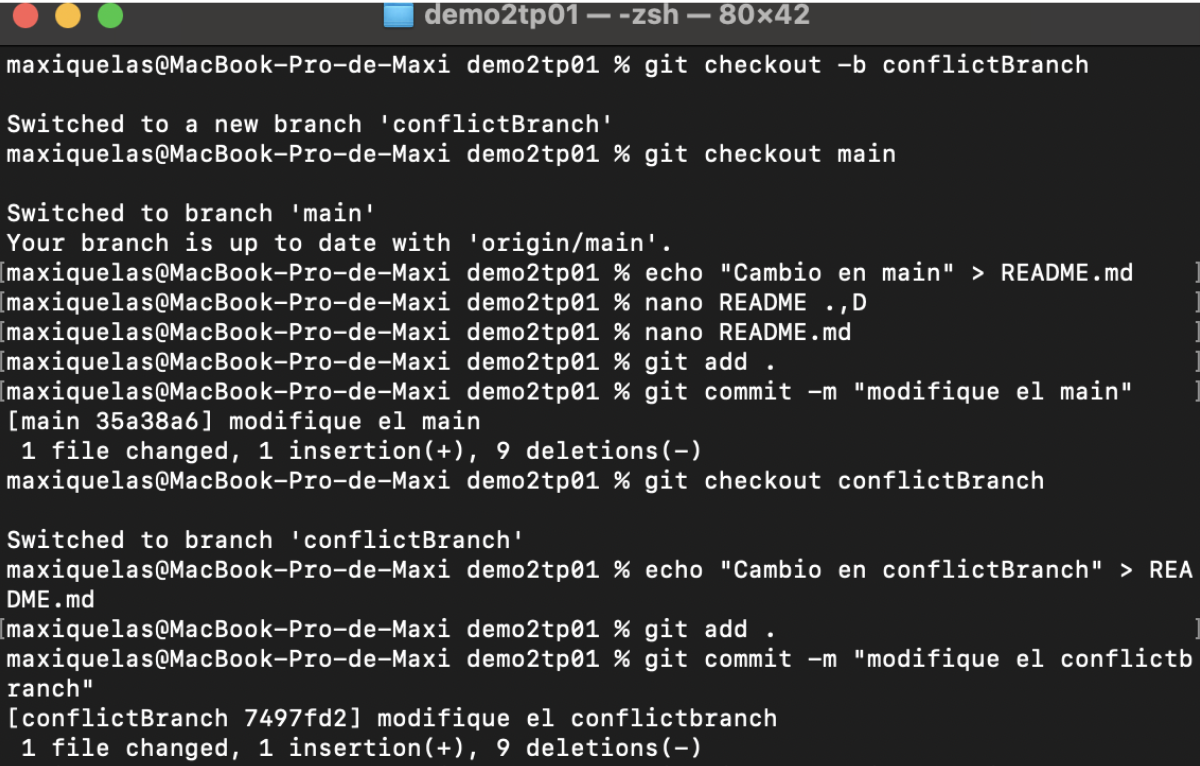 demo2tp01 — -zsh — 80×42
maxiquelas@MacBook-Pro-de-Maxi demo2tp01 % git checkout -b conflictBranch
Switched to a new branch 'conflictBranch'
maxiquelas@MacBook-Pro-de-Maxi demo2tp01 % git checkout main
Switched to branch 'main'
Your branch is up to date with 'origin/main'.
[maxiquelas@MacBook-Pro-de-Maxi demo2tp01 % echo "Cambio en main" > README.md ]
[maxiquelas@MacBook-Pro-de-Maxi demo2tp01 % nano README .,D ]
[maxiquelas@MacBook-Pro-de-Maxi demo2tp01 % nano README.md ]
[maxiquelas@MacBook-Pro-de-Maxi demo2tp01 % git add . ]
[maxiquelas@MacBook-Pro-de-Maxi demo2tp01 % git commit -m "modifique el main" ]
[main 35a38a6] modifique el main
 1 file changed, 1 insertion(+), 9 deletions(-)
maxiquelas@MacBook-Pro-de-Maxi demo2tp01 % git checkout conflictBranch
Switched to branch 'conflictBranch'
maxiquelas@MacBook-Pro-de-Maxi demo2tp01 % echo "Cambio en conflictBranch" > REA
DME.md
[maxiquelas@MacBook-Pro-de-Maxi demo2tp01 % git add . ]
maxiquelas@MacBook-Pro-de-Maxi demo2tp01 % git commit -m "modifique el conflictb
ranch"
[conflictBranch 7497fd2] modifique el conflictbranch
 1 file changed, 1 insertion(+), 9 deletions(-)